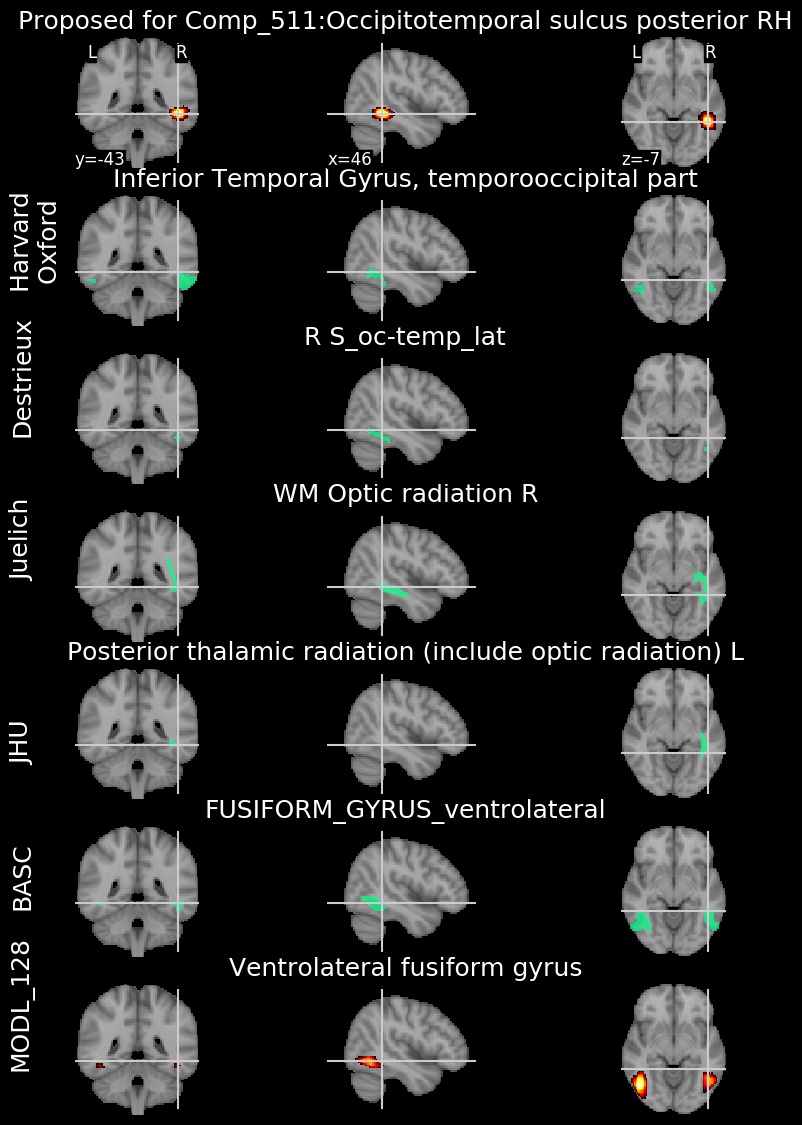 Proposed for Comp_511:Occipitotemporal sulcus posterior RH
L R L R
y=-43 x=46 z=-7
Inferior Temporal Gyrus, temporooccipital part
Harvard
Oxford
R S_oc-temp_lat
Destrieux
WM Optic radiation R
Juelich
Posterior thalamic radiation (include optic radiation) L
JHU
FUSIFORM_GYRUS_ventrolateral
BASC
Ventrolateral fusiform gyrus
MODL_128